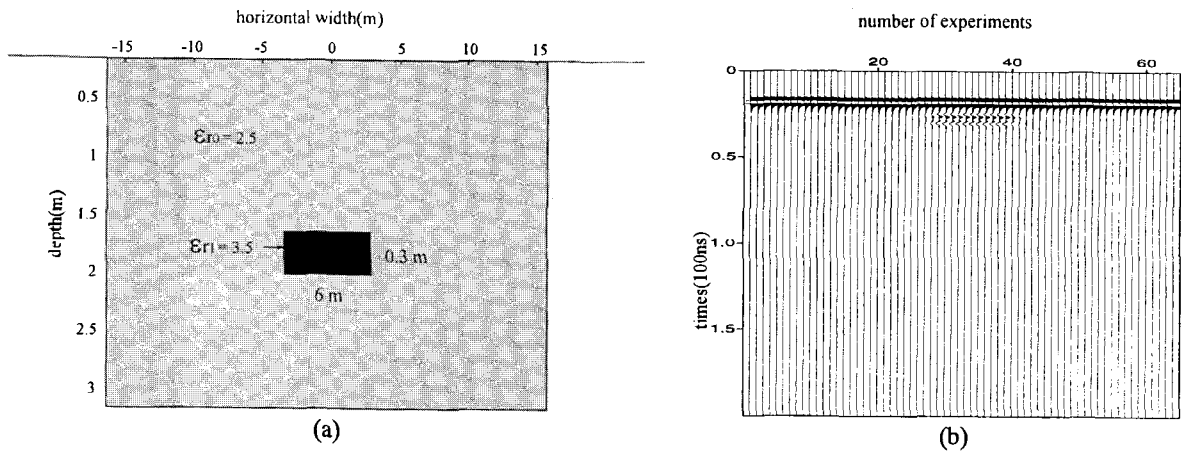 horizontal width(m)
-15 -10 -5 0 5 10 15
depth(m)
0.5
1
1.5
2
2.5
3
εr0 = 2.5
εr1 = 3.5
0.3 m
6 m
(a)
number of experiments
20 40 60
times(100ns)
0
0.5
1.0
1.5
(b)